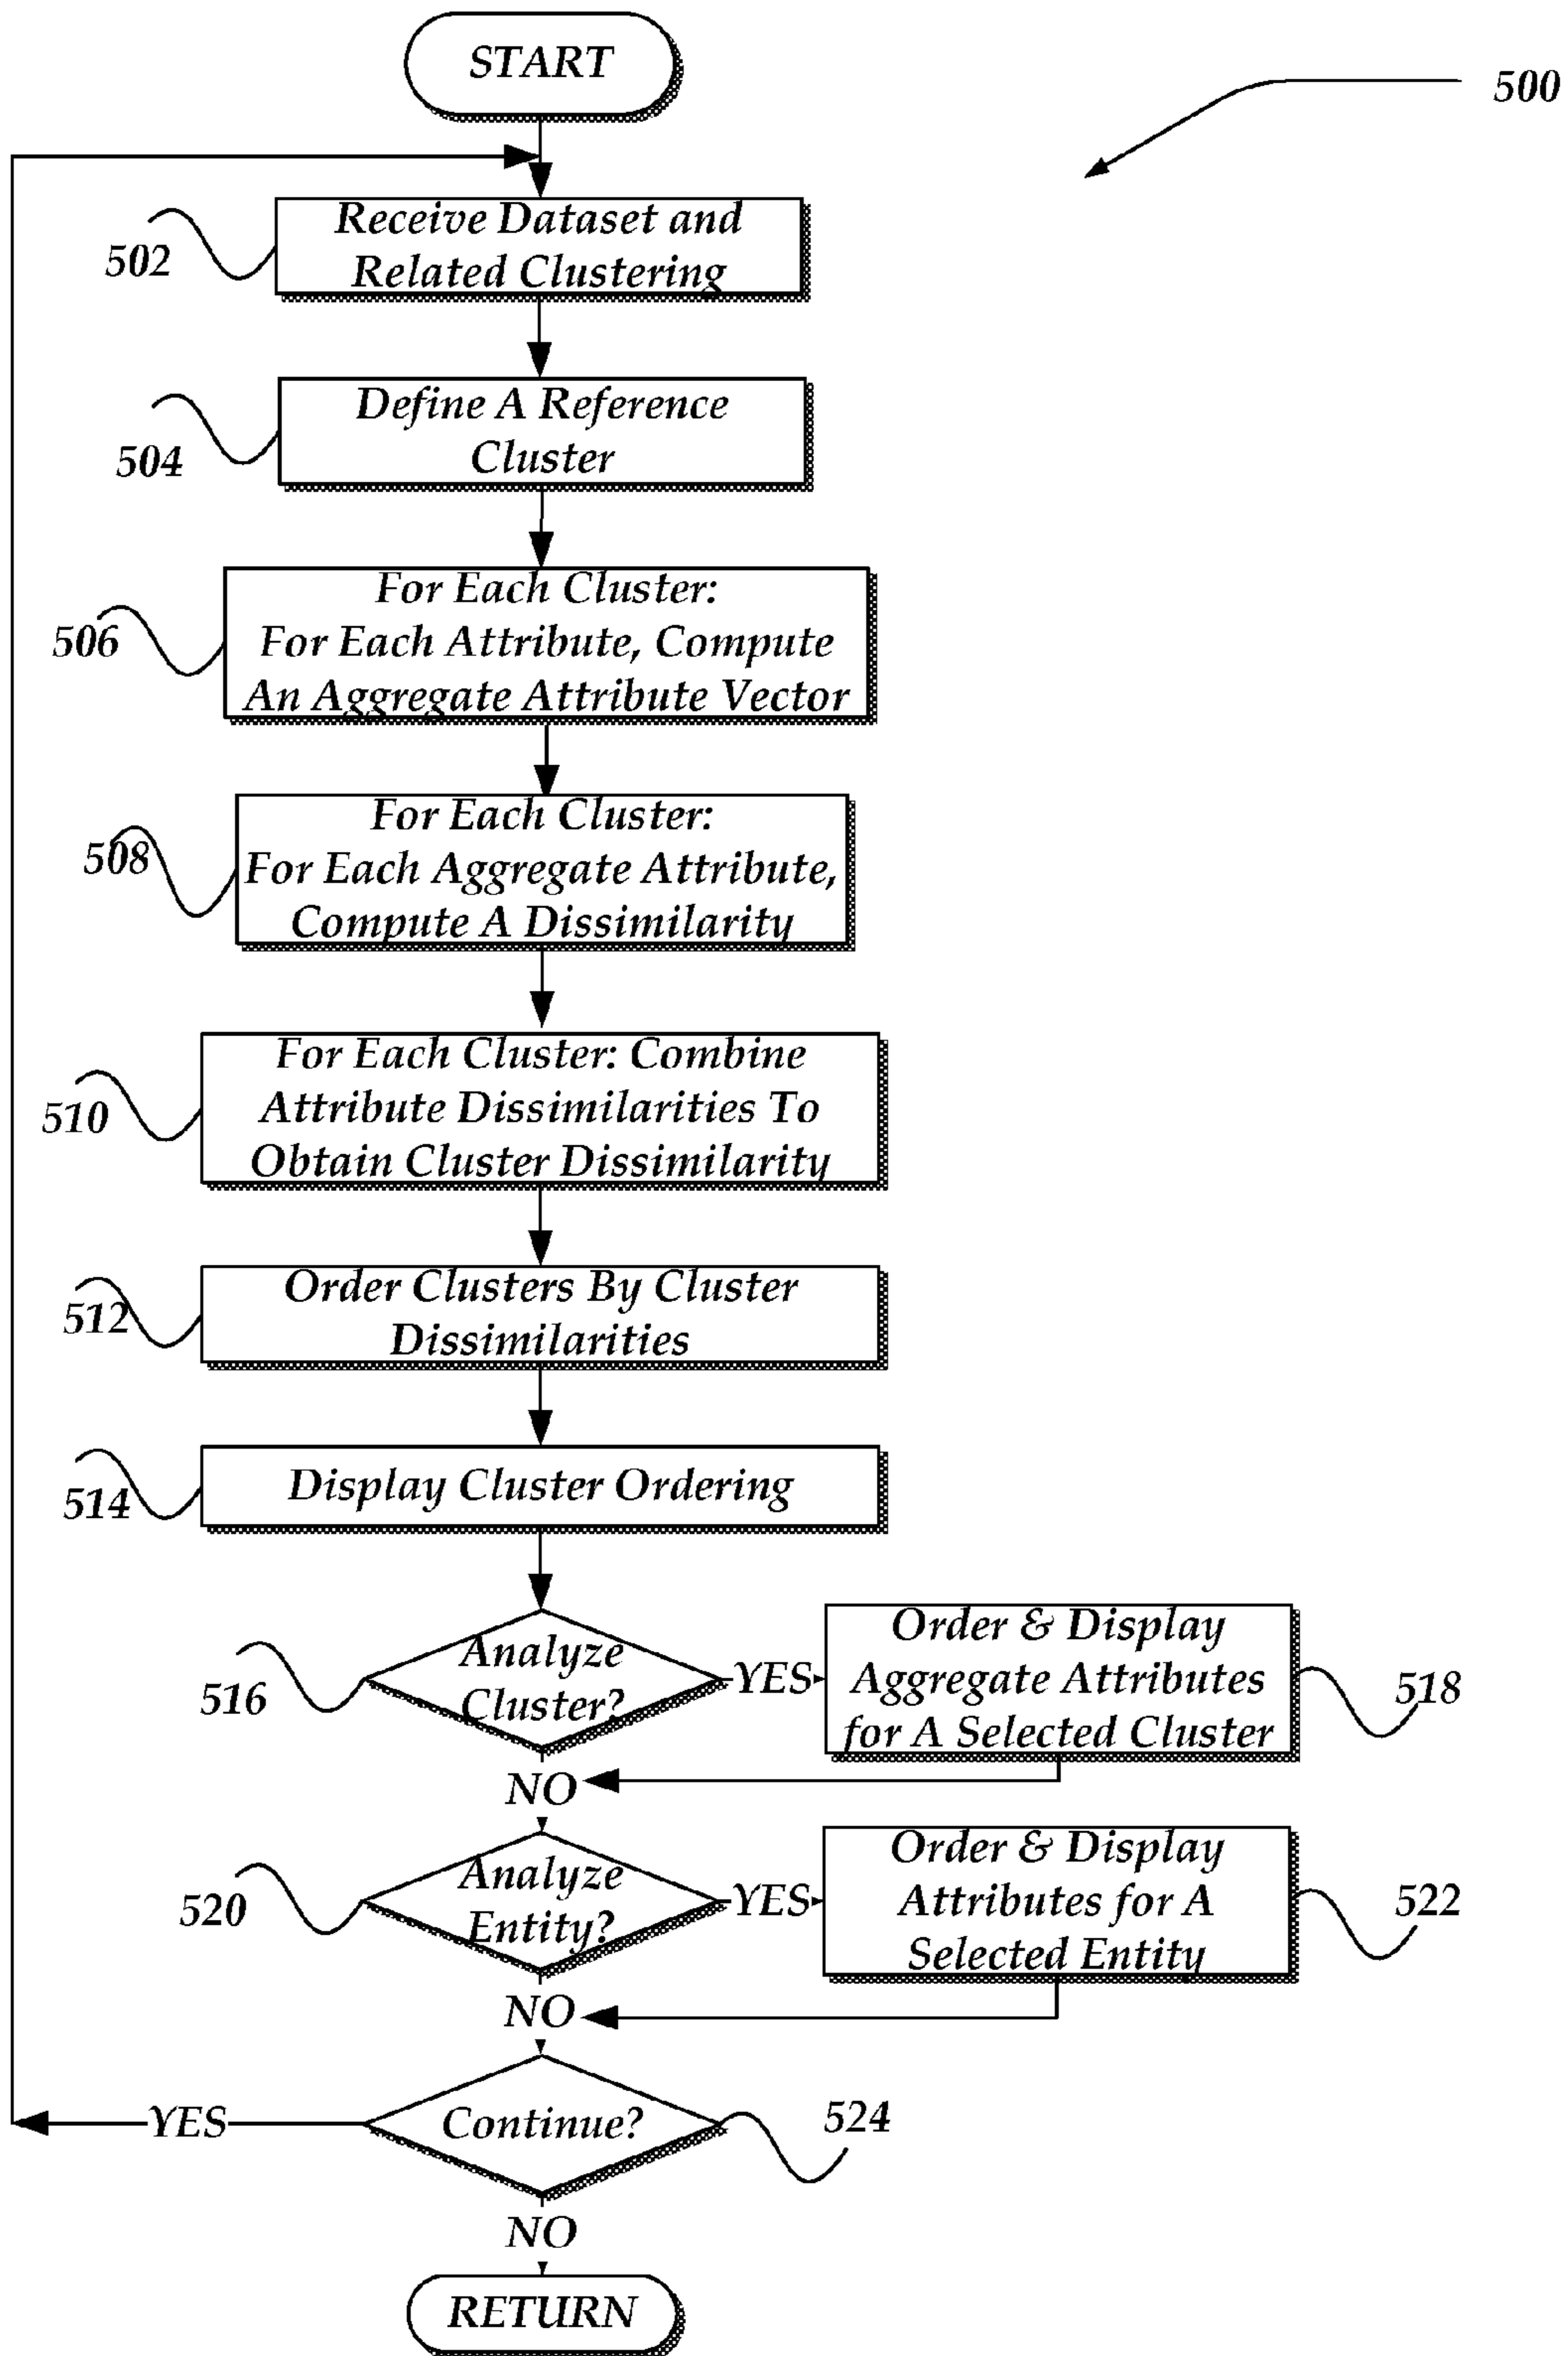 START
500
Receive Dataset and
Related Clustering
502
Define A Reference
Cluster
504
For Each Cluster:
For Each Attribute, Compute
An Aggregate Attribute Vector
506
For Each Cluster:
For Each Aggregate Attribute,
Compute A Dissimilarity
508
For Each Cluster: Combine
Attribute Dissimilarities To
Obtain Cluster Dissimilarity
510
Order Clusters By Cluster
Dissimilarities
512
Display Cluster Ordering
514
Analyze
Cluster?
516
YES
Order & Display
Aggregate Attributes
for A Selected Cluster
518
NO
Analyze
Entity?
520
YES
Order & Display
Attributes for A
Selected Entity
522
NO
Continue?
524
YES
NO
RETURN